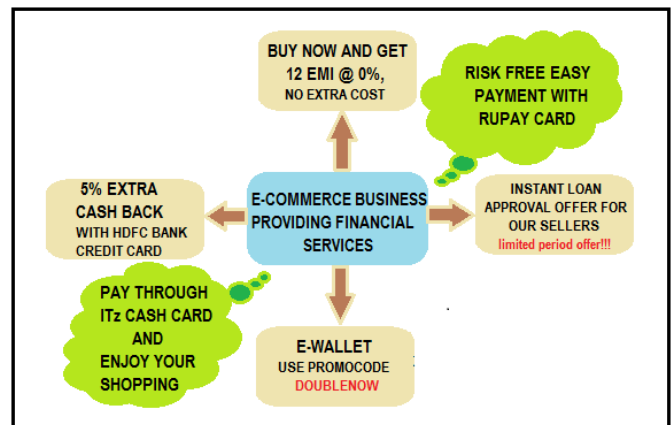 BUY NOW AND GET
12 EMI @ 0%,
NO EXTRA COST
RISK FREE EASY
PAYMENT WITH
RUPAY CARD
5% EXTRA
CASH BACK
WITH HDFC BANK
CREDIT CARD
E-COMMERCE BUSINESS
PROVIDING FINANCIAL
SERVICES
INSTANT LOAN
APPROVAL OFFER FOR
OUR SELLERS
limited period offer!!!
PAY THROUGH
ITz CASH CARD
AND
ENJOY YOUR
SHOPPING
E-WALLET
USE PROMOCODE
DOUBLENOW